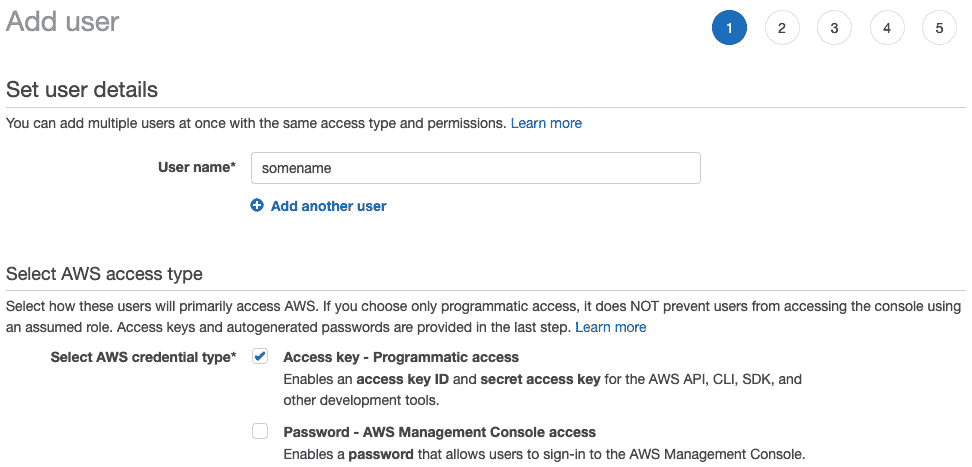 Add user
1 2 3 4 5
Set user details
You can add multiple users at once with the same access type and permissions. Learn more
User name* somename
Add another user
Select AWS access type
Select how these users will primarily access AWS. If you choose only programmatic access, it does NOT prevent users from accessing the console using
an assumed role. Access keys and autogenerated passwords are provided in the last step. Learn more
Select AWS credential type* Access key - Programmatic access
Enables an access key ID and secret access key for the AWS API, CLI, SDK, and
other development tools.
Password - AWS Management Console access
Enables a password that allows users to sign-in to the AWS Management Console.